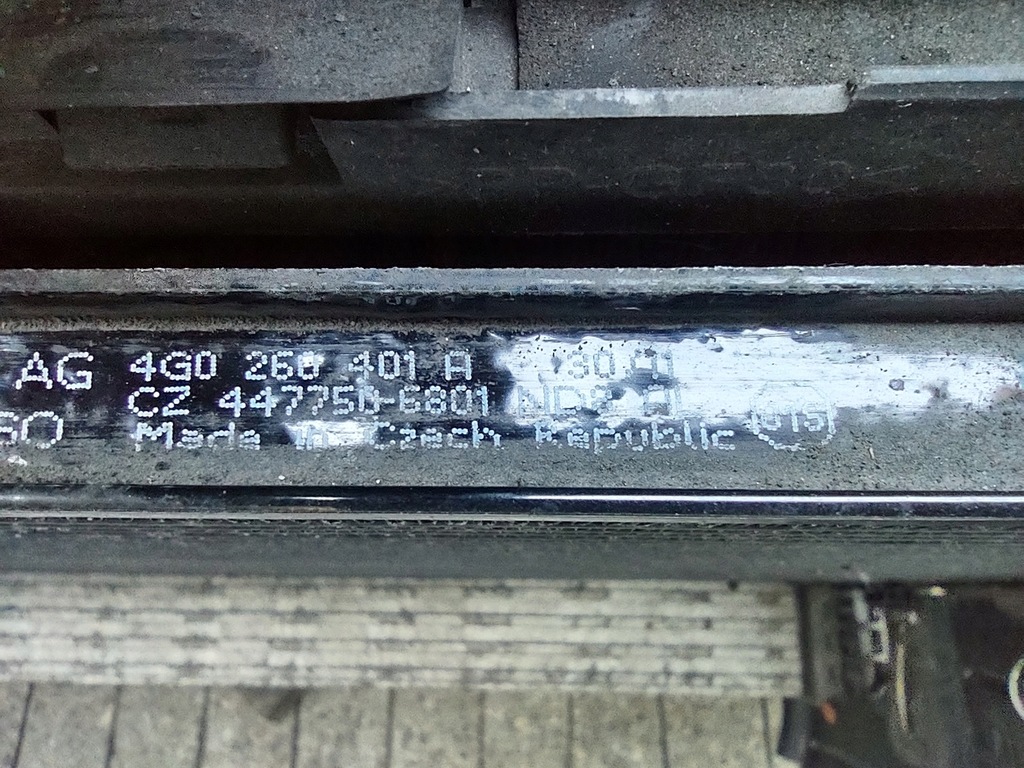 AG 4G0 260 401 A
CZ 447750-6801
Made in Czech Republic